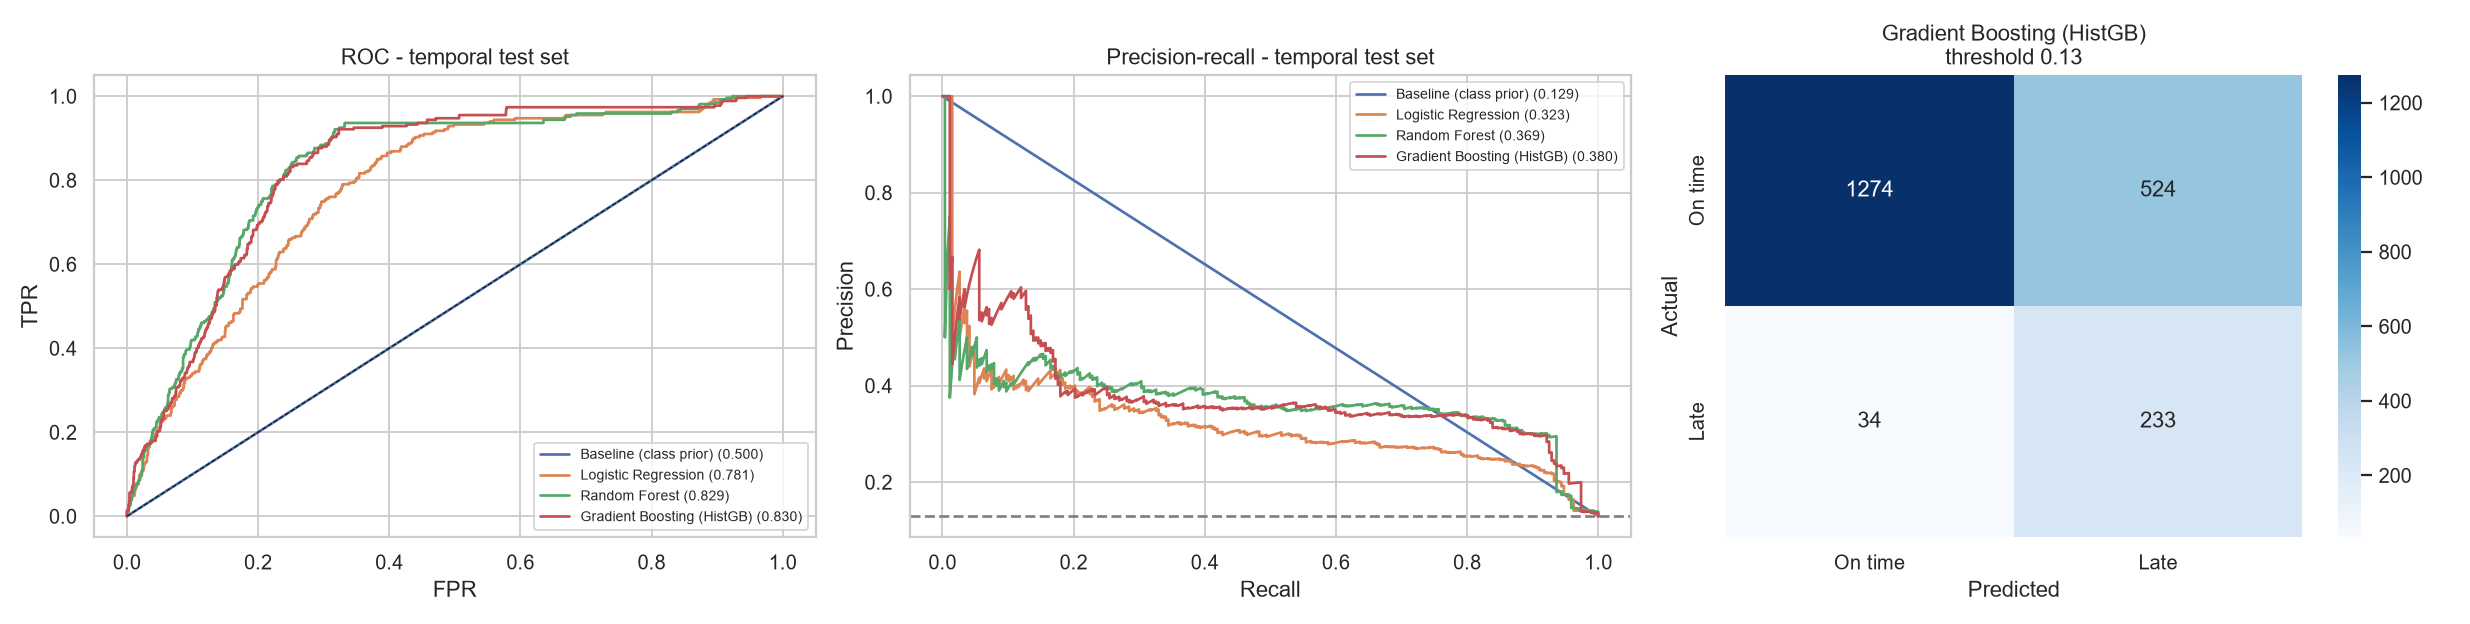 ROC - temporal test set
1.0
0.8
0.6
0.4
0.2
0.0
TPR
0.0 0.2 0.4 0.6 0.8 1.0
FPR
Baseline (class prior) (0.500)
Logistic Regression (0.781)
Random Forest (0.829)
Gradient Boosting (HistGB) (0.830)
Precision-recall - temporal test set
1.0
0.8
0.6
0.4
0.2
Precision
0.0 0.2 0.4 0.6 0.8 1.0
Recall
Baseline (class prior) (0.129)
Logistic Regression (0.323)
Random Forest (0.369)
Gradient Boosting (HistGB) (0.380)
Gradient Boosting (HistGB)
threshold 0.13
Actual
On time
1274 524
Late
34 233
On time Late
Predicted
1200
1000
800
600
400
200